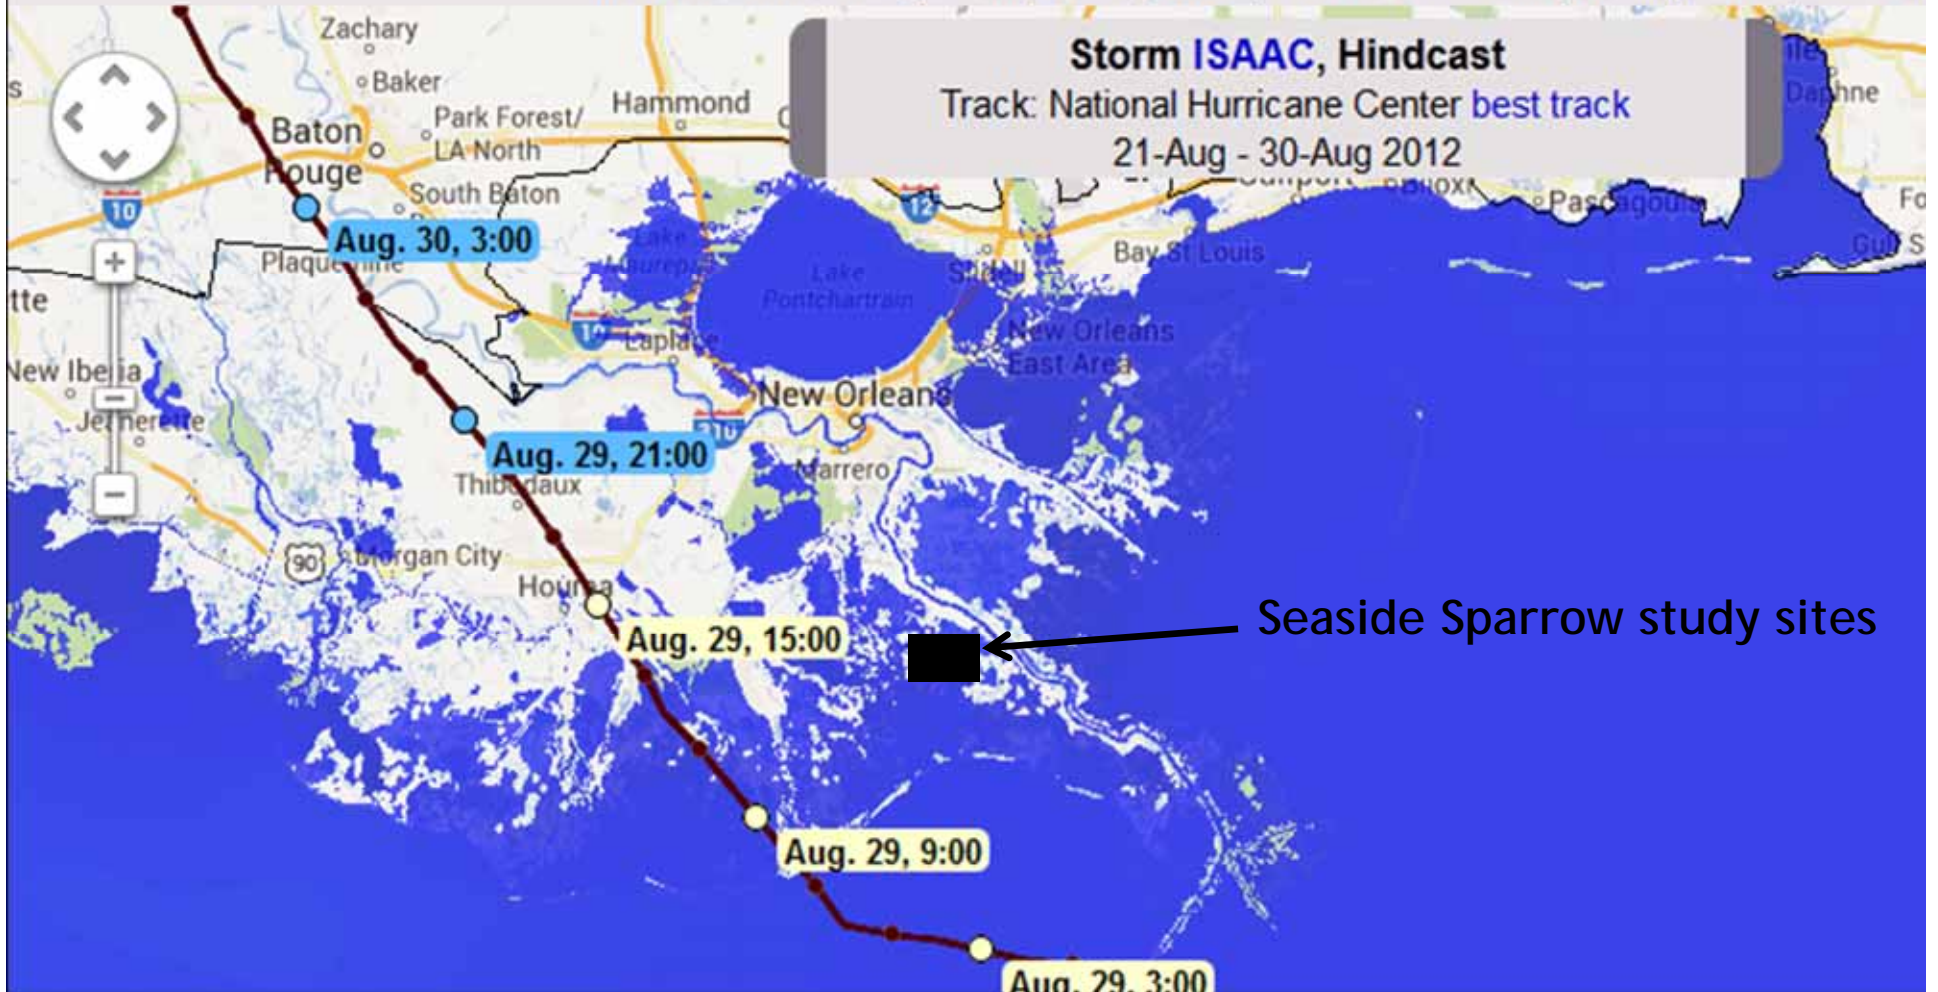 Storm ISAAC, Hindcast
Track: National Hurricane Center best track
21-Aug - 30-Aug 2012
Zachary
Baker
Park Forest/
LA North
Hammond
Baton
Rouge
South Baton
10
12
Daphne
Pascagoula
Aug. 30, 3:00
Plaquemine
Lake
Maurepas
Lake
Pontchartrain
Slidell
Bay St Louis
New Orleans
East Area
10
Laplace
New Iberia
Jeanerette
New Orleans
310
Aug. 29, 21:00
Marrero
Thibodaux
90
Morgan City
Houma
Aug. 29, 15:00
Seaside Sparrow study sites
Aug. 29, 9:00
Aug. 29, 3:00